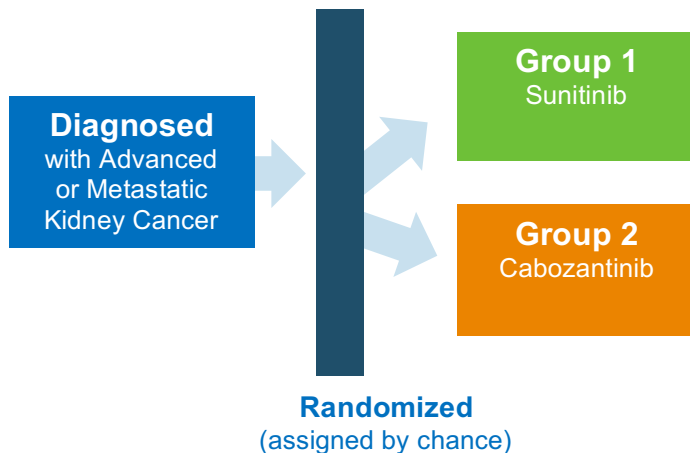 Diagnosed
with Advanced
or Metastatic
Kidney Cancer
Group 1
Sunitinib
Group 2
Cabozantinib
Randomized
(assigned by chance)